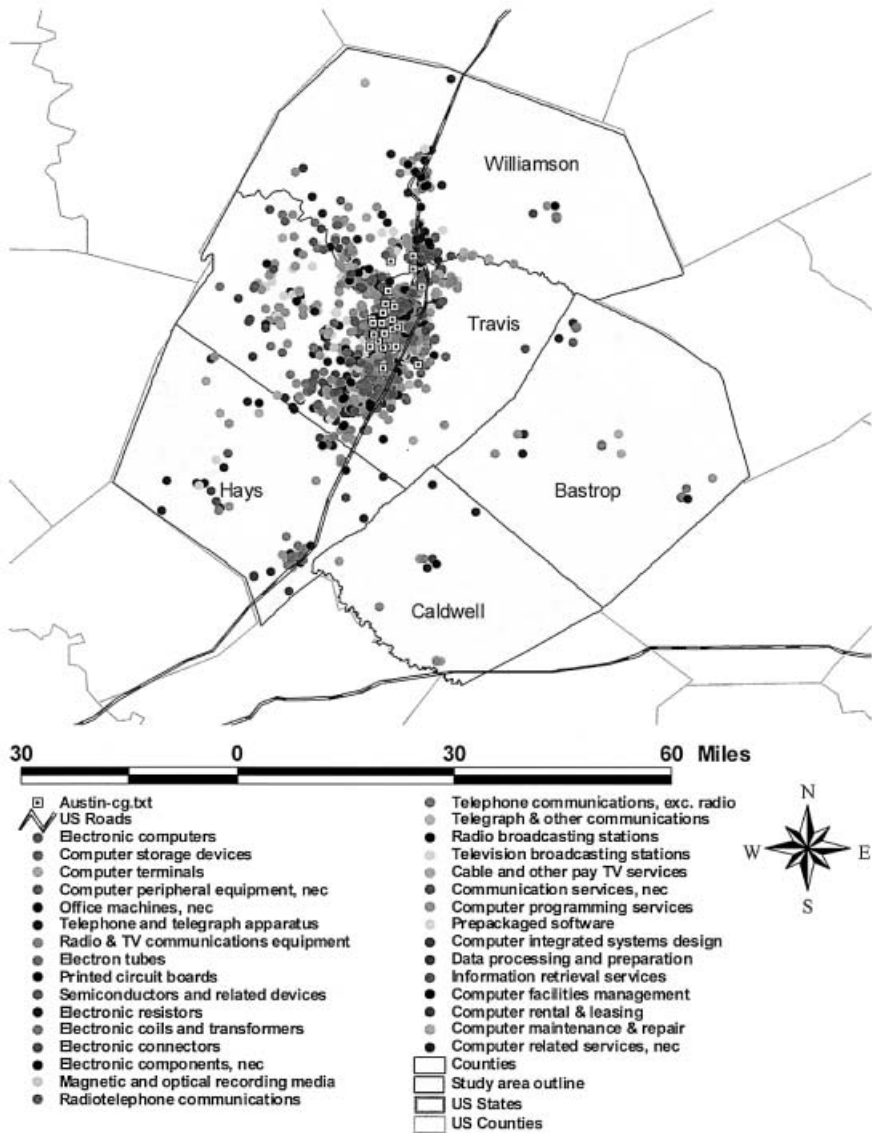 Williamson
Travis
Hays
Bastrop
Caldwell
30 0 30 60 Miles
Austin-cg.txt
US Roads
Electronic computers
Computer storage devices
Computer terminals
Computer peripheral equipment, nec
Office machines, nec
Telephone and telegraph apparatus
Radio & TV communications equipment
Electron tubes
Printed circuit boards
Semiconductors and related devices
Electronic resistors
Electronic coils and transformers
Electronic connectors
Electronic components, nec
Magnetic and optical recording media
Radiotelephone communications
Telephone communications, exc. radio
Telegraph & other communications
Radio broadcasting stations
Television broadcasting stations
Cable and other pay TV services
Communication services, nec
Computer programming services
Prepackaged software
Computer integrated systems design
Data processing and preparation
Information retrieval services
Computer facilities management
Computer rental & leasing
Computer maintenance & repair
Computer related services, nec
Counties
Study area outline
US States
US Counties
N
W E
S